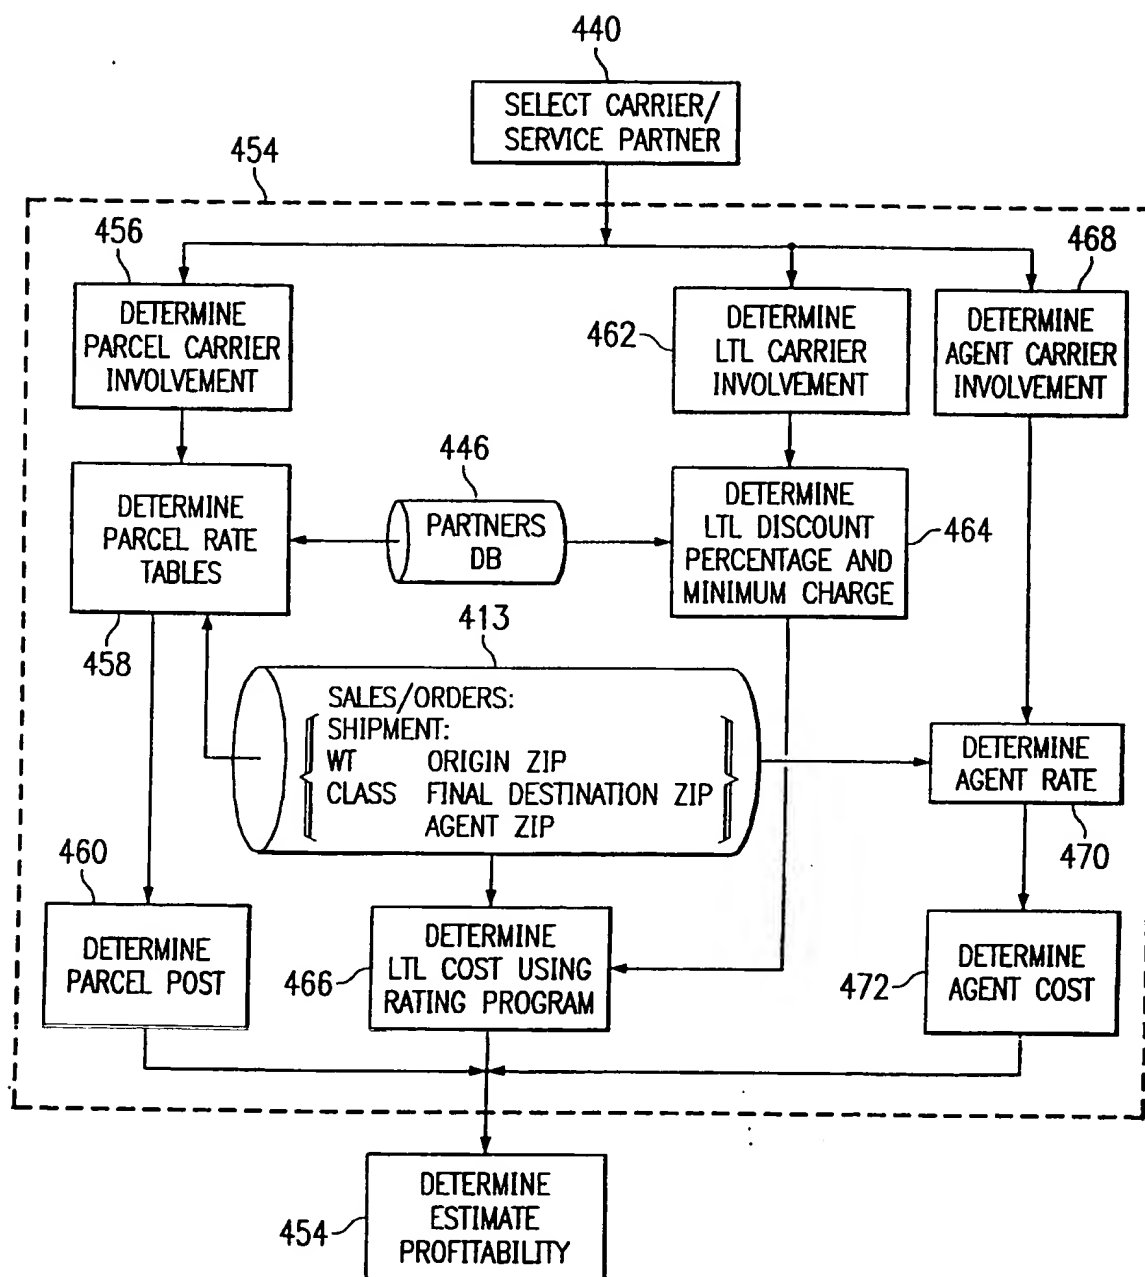 440
SELECT CARRIER/
SERVICE PARTNER
454
456
DETERMINE
PARCEL CARRIER
INVOLVEMENT
462
DETERMINE
LTL CARRIER
INVOLVEMENT
468
DETERMINE
AGENT CARRIER
INVOLVEMENT
DETERMINE
PARCEL RATE
TABLES
458
446
PARTNERS
DB
DETERMINE
LTL DISCOUNT
PERCENTAGE AND
MINIMUM CHARGE
464
413
SALES/ORDERS:
SHIPMENT:
WT ORIGIN ZIP
CLASS FINAL DESTINATION ZIP
AGENT ZIP
DETERMINE
AGENT RATE
470
460
DETERMINE
PARCEL POST
466
DETERMINE
LTL COST USING
RATING PROGRAM
472
DETERMINE
AGENT COST
454
DETERMINE
ESTIMATE
PROFITABILITY